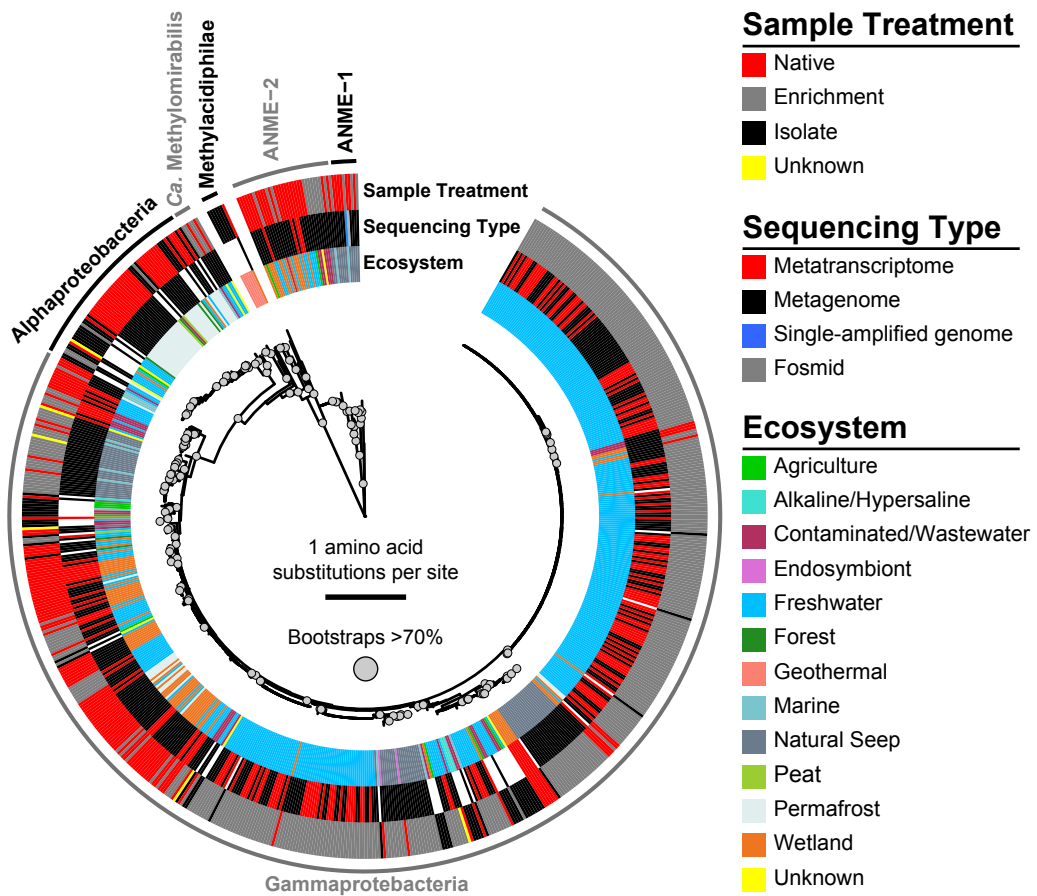 Ca. Methylomirabilis
Methylacidiphilae
ANME−2
ANME−1
Alphaproteobacteria
Sample Treatment
Sequencing Type
Ecosystem
1 amino acid
substitutions per site
Bootstraps >70%
Gammaprotebacteria
Sample Treatment
Native
Enrichment
Isolate
Unknown
Sequencing Type
Metatranscriptome
Metagenome
Single-amplified genome
Fosmid
Ecosystem
Agriculture
Alkaline/Hypersaline
Contaminated/Wastewater
Endosymbiont
Freshwater
Forest
Geothermal
Marine
Natural Seep
Peat
Permafrost
Wetland
Unknown